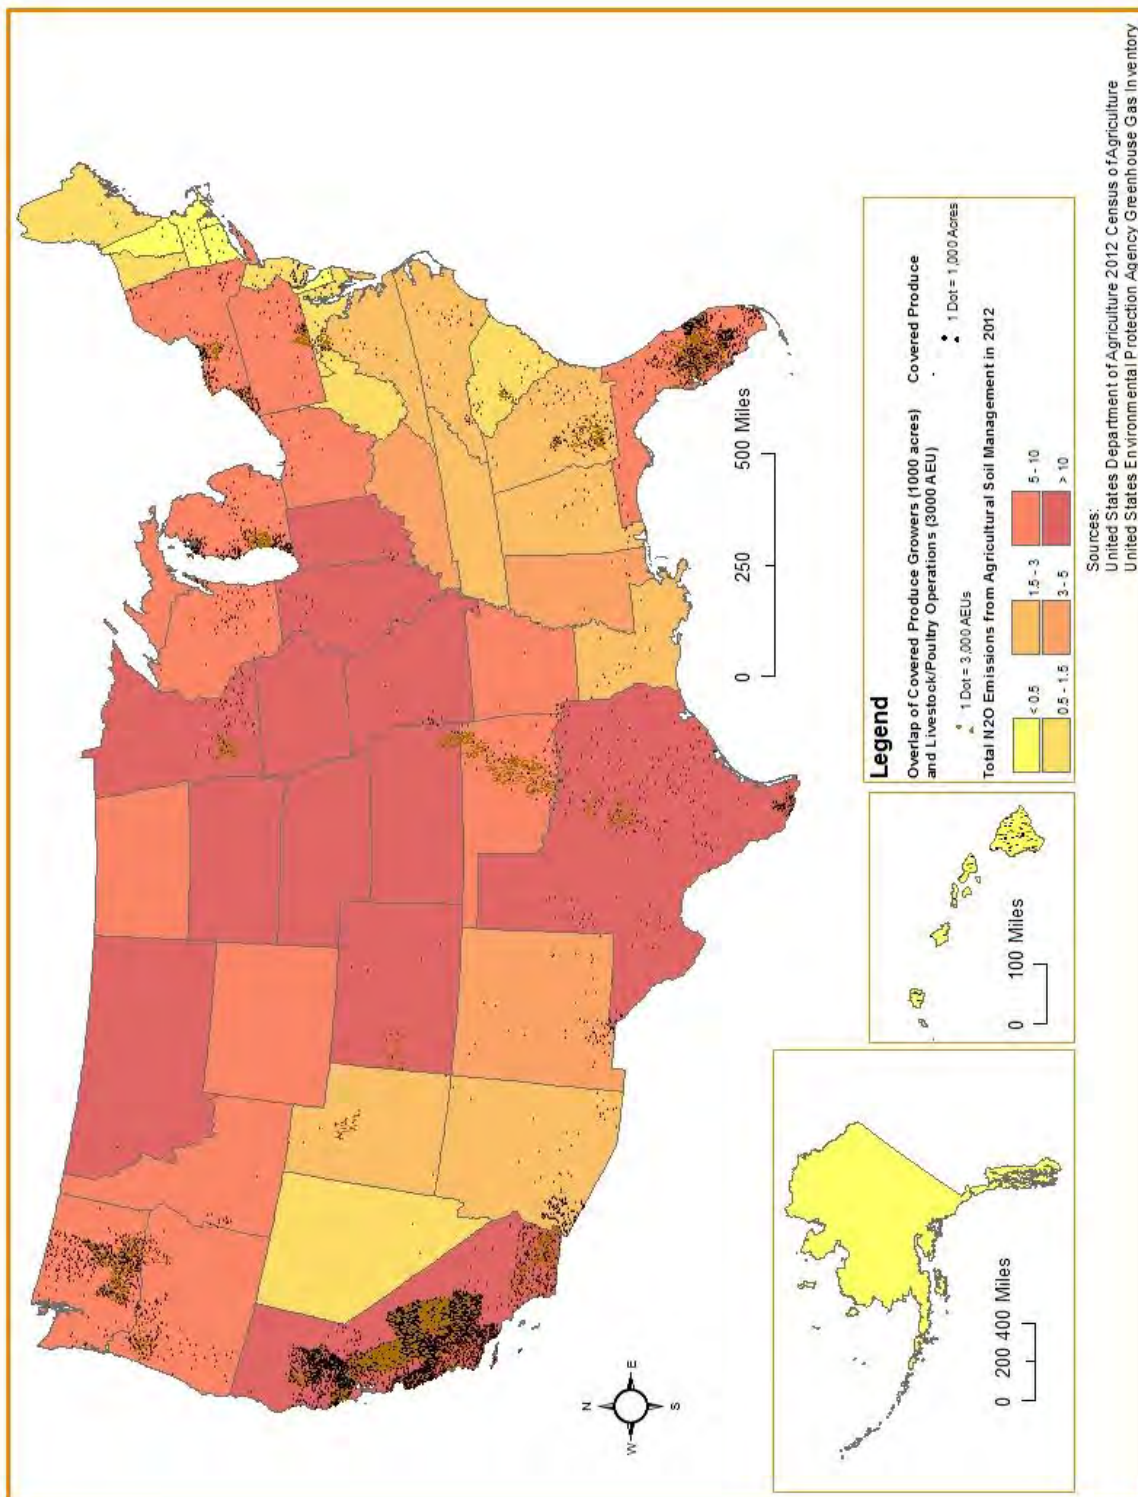 N
W
E
S
0
250
500 Miles
0 200 400 Miles
0
100 Miles
Legend
Overlap of Covered Produce Growers (1000 acres)
and Livestock/Poultry Operations (3000 AEU)
Covered Produce
1 Dot = 3,000 AEUs
1 Dot = 1,000 Acres
Total N2O Emissions from Agricultural Soil Management in 2012
< 0.5
1.5 - 3
5 - 10
0.5 - 1.5
3 - 5
> 10
Sources:
United States Department of Agriculture 2012 Census of Agriculture
United States Environmental Protection Agency Greenhouse Gas Inventory